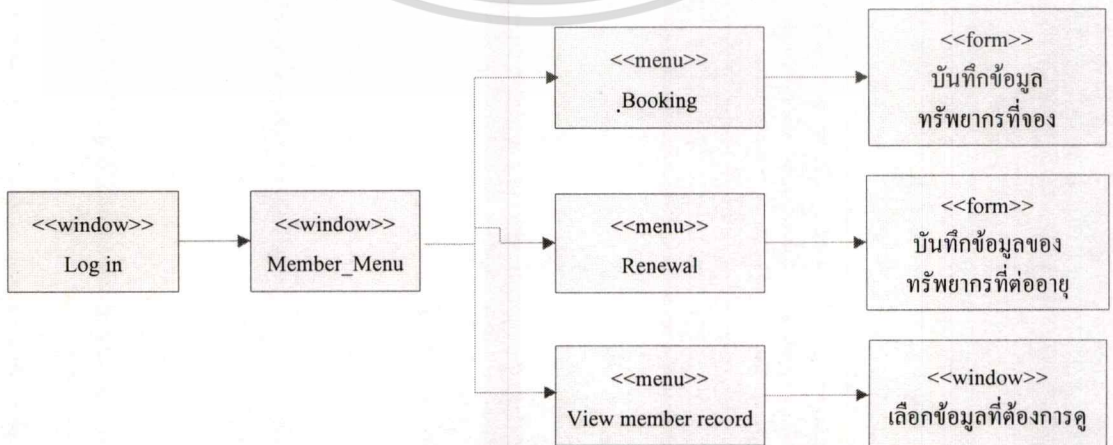 <<window>>
Log in
<<window>>
Member_Menu
<<menu>>
Booking
<<form>>
บันทึกข้อมูล
ทรัพยากรที่จอง
<<menu>>
Renewal
<<form>>
บันทึกข้อมูลของ
ทรัพยากรที่ต่ออายุ
<<menu>>
View member record
<<window>>
เลือกข้อมูลที่ต้องการดู